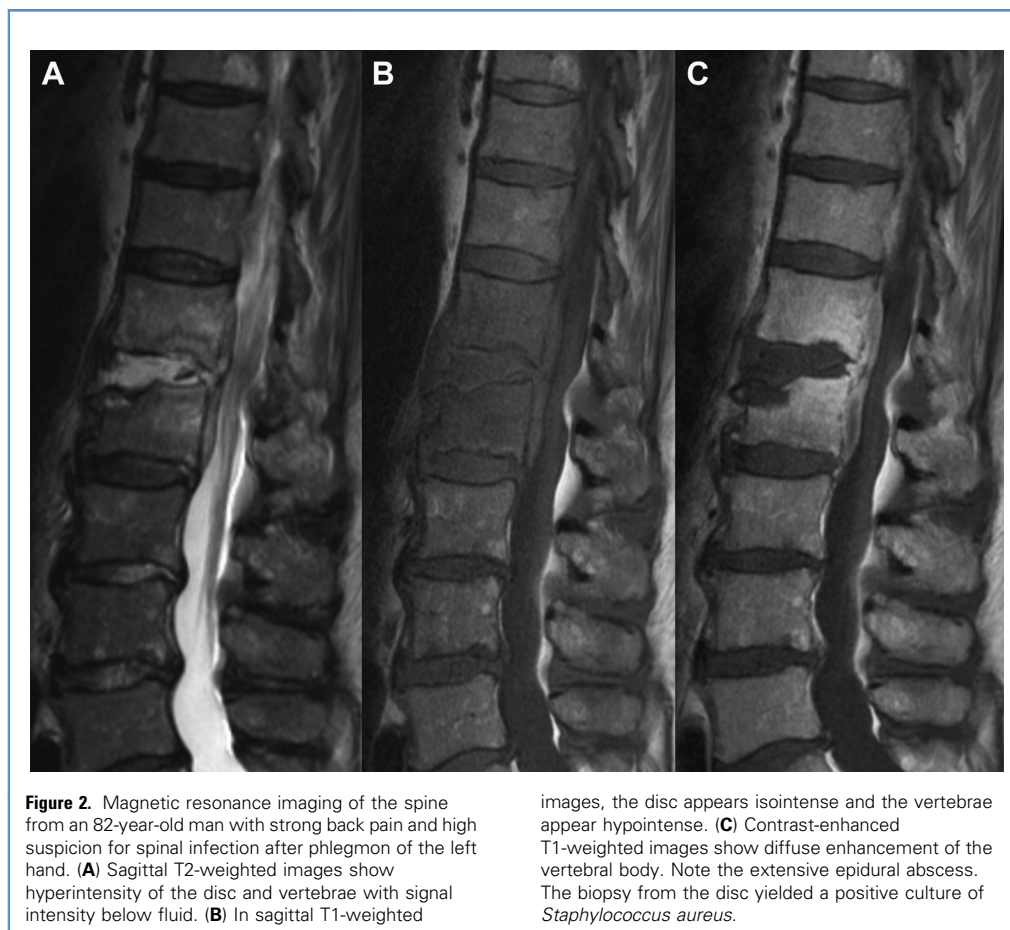 A
B
C
Figure 2. Magnetic resonance imaging of the spine
from an 82-year-old man with strong back pain and high
suspicion for spinal infection after phlegmon of the left
hand. (A) Sagittal T2-weighted images show
hyperintensity of the disc and vertebrae with signal
intensity below fluid. (B) In sagittal T1-weighted
images, the disc appears isointense and the vertebrae
appear hypointense. (C) Contrast-enhanced
T1-weighted images show diffuse enhancement of the
vertebral body. Note the extensive epidural abscess.
The biopsy from the disc yielded a positive culture of
Staphylococcus aureus.